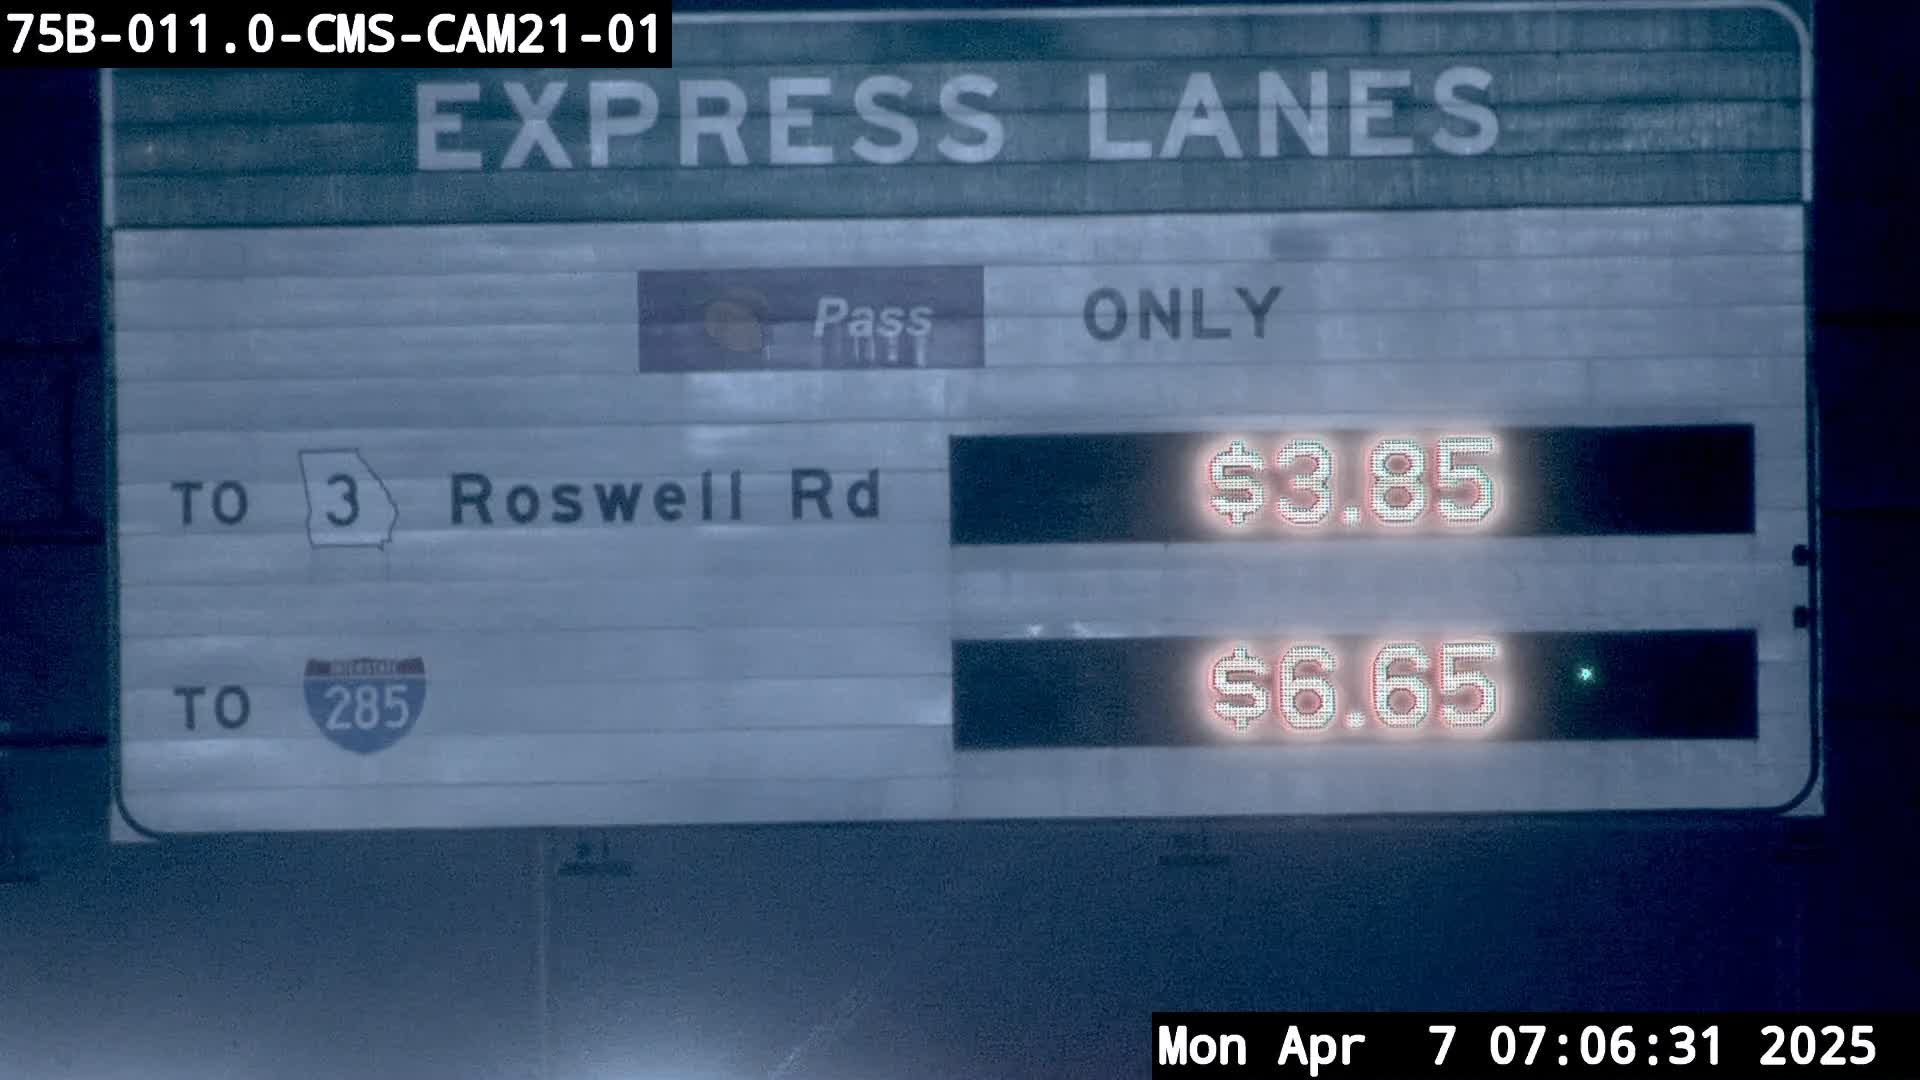 75B-011.0-CMS-CAM21-01
EXPRESS LANES
Pass ONLY
TO 3 Roswell Rd $3.85
TO INTERSTATE 285 $6.65
Mon Apr 7 07:06:31 2025